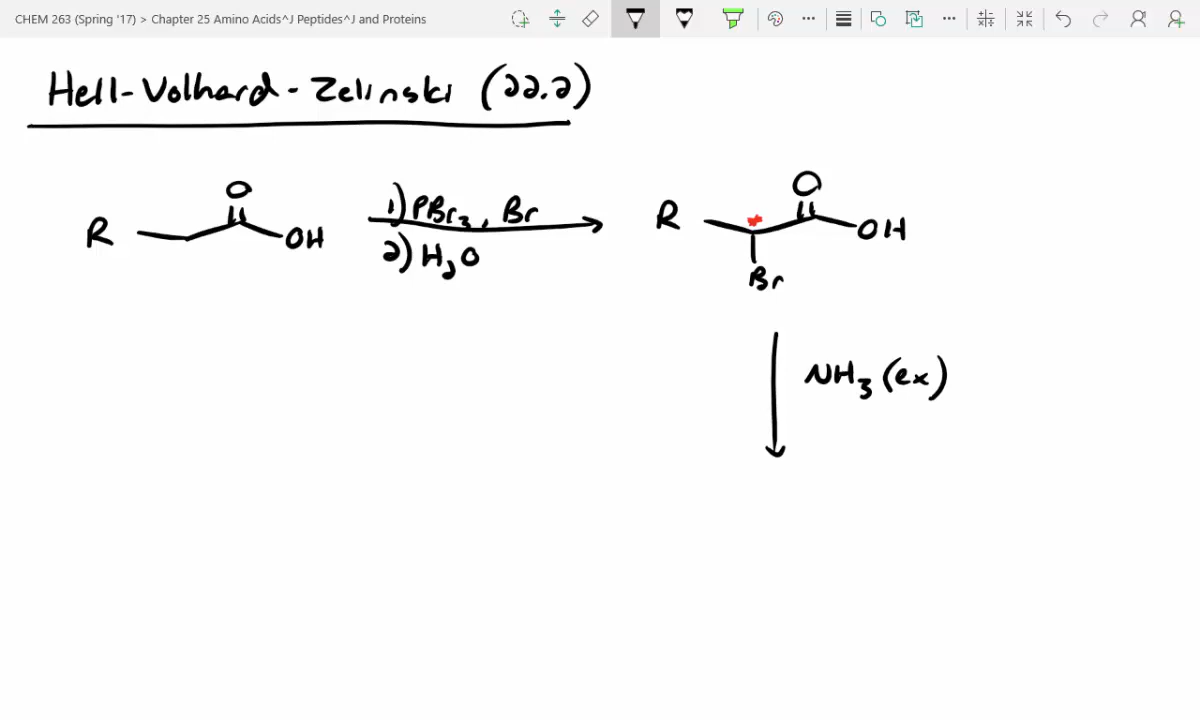 CHEM 263 (Spring '17) > Chapter 25 Amino Acids^J Peptides^J and Proteins
Hell-Volhard-Zelinski (22.2)
R O OH 1) PBr3, Br R O OH
2) H2O
Br
NH3 (ex)